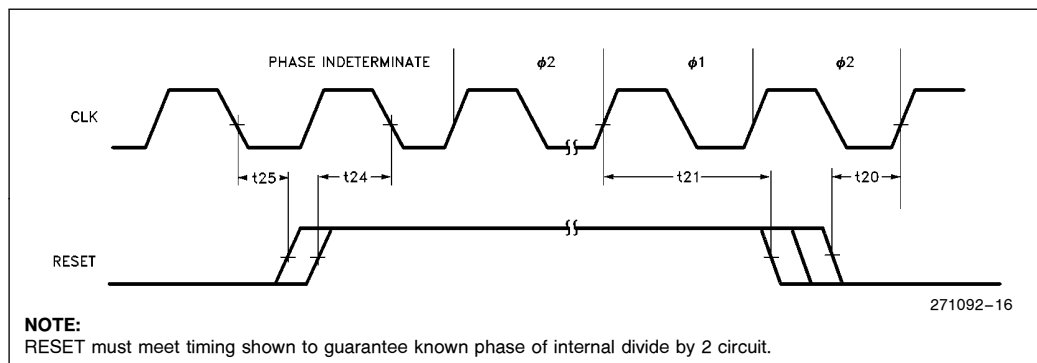 PHASE INDETERMINATE ϕ2 ϕ1 ϕ2
CLK
t25 t24 t21 t20
RESET
271092–16
NOTE:
RESET must meet timing shown to guarantee known phase of internal divide by 2 circuit.